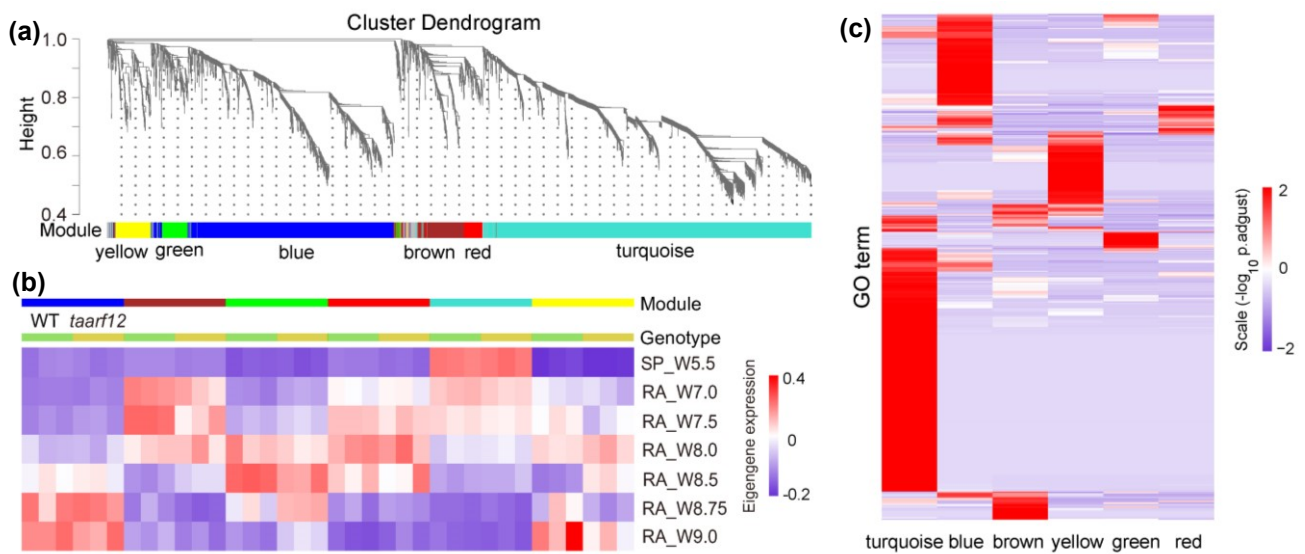 (a)
Cluster Dendrogram
Height
1.0
0.8
0.6
0.4
Module
yellow green blue brown red turquoise
(b)
Module
WT taarf12
Genotype
SP_W5.5
RA_W7.0
RA_W7.5
RA_W8.0
RA_W8.5
RA_W8.75
RA_W9.0
Eigengene expression
0.4
0
-0.2
(c)
GO term
turquoise blue brown yellow green red
Scale (-log10 p.adgust)
2
0
−2